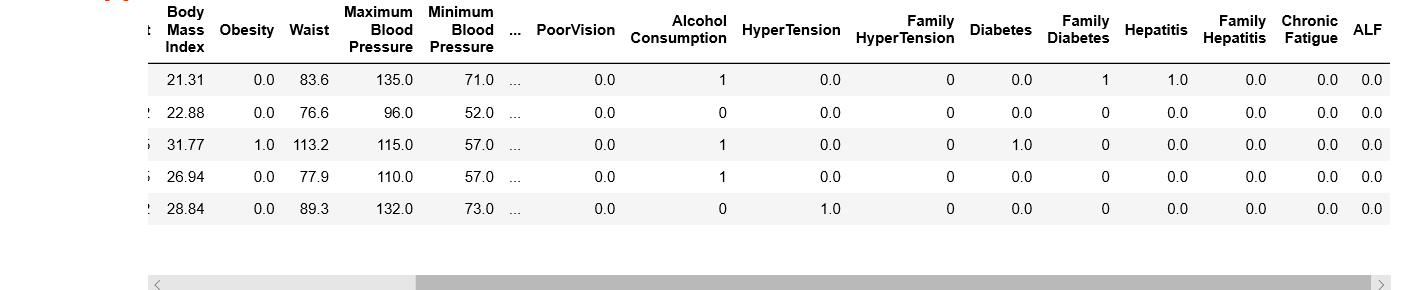 Body Mass Index Obesity Waist Maximum Blood Pressure Minimum Blood Pressure ... PoorVision Alcohol Consumption HyperTension Family HyperTension Diabetes Family Diabetes Hepatitis Family Hepatitis Chronic Fatigue ALF
21.31 0.0 83.6 135.0 71.0 ... 0.0 1 0.0 0 0.0 1 1.0 0.0 0.0 0.0
22.88 0.0 76.6 96.0 52.0 ... 0.0 0 0.0 0 0.0 0 0.0 0.0 0.0 0.0
31.77 1.0 113.2 115.0 57.0 ... 0.0 1 0.0 0 1.0 0 0.0 0.0 0.0 0.0
26.94 0.0 77.9 110.0 57.0 ... 0.0 1 0.0 0 0.0 0 0.0 0.0 0.0 0.0
28.84 0.0 89.3 132.0 73.0 ... 0.0 0 1.0 0 0.0 0 0.0 0.0 0.0 0.0